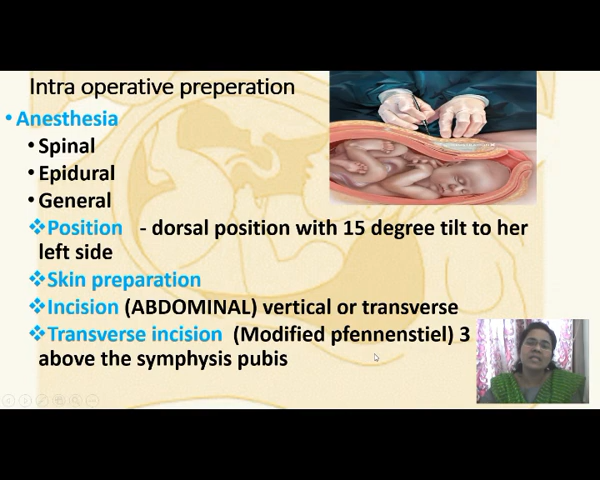 Intra operative preperation
• Anesthesia
• Spinal
• Epidural
• General
❖Position - dorsal position with 15 degree tilt to her
left side
❖Skin preparation
❖Incision (ABDOMINAL) vertical or transverse
❖Transverse incision (Modified pfennenstiel) 3
above the symphysis pubis